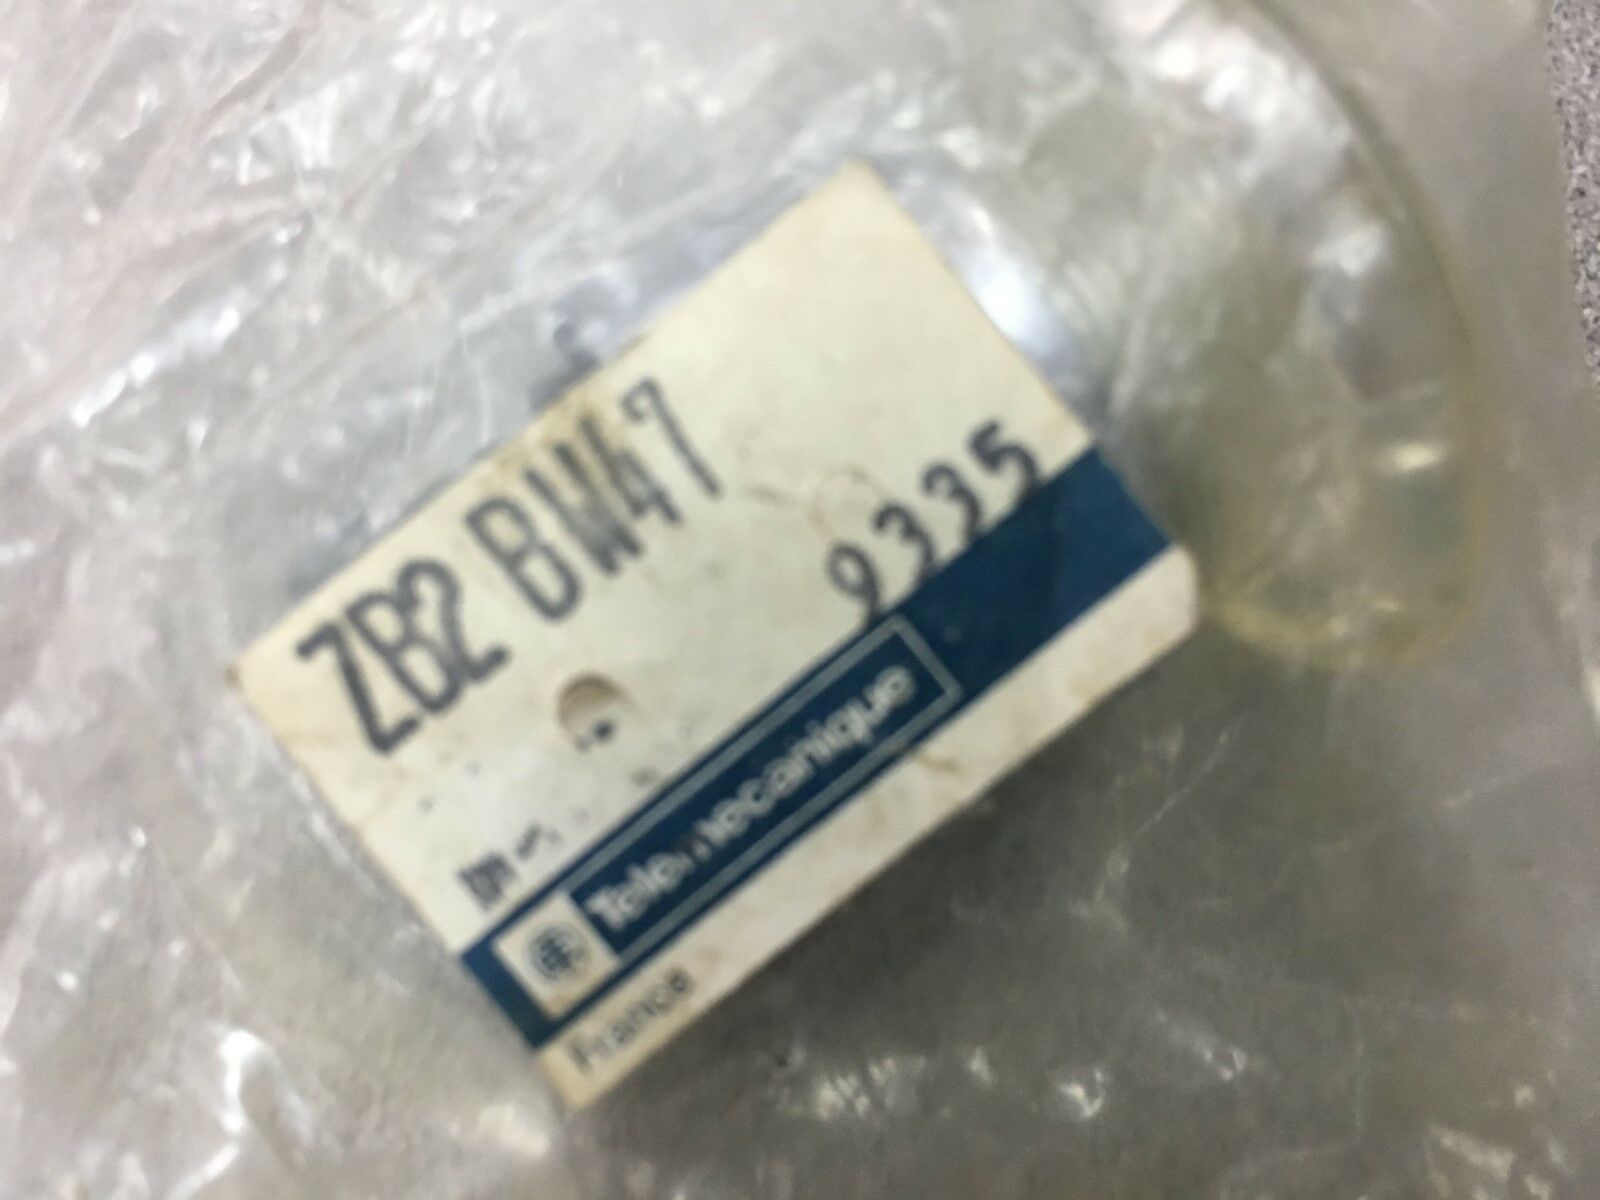 ZB2 BW47
9335
Telemecanique
France